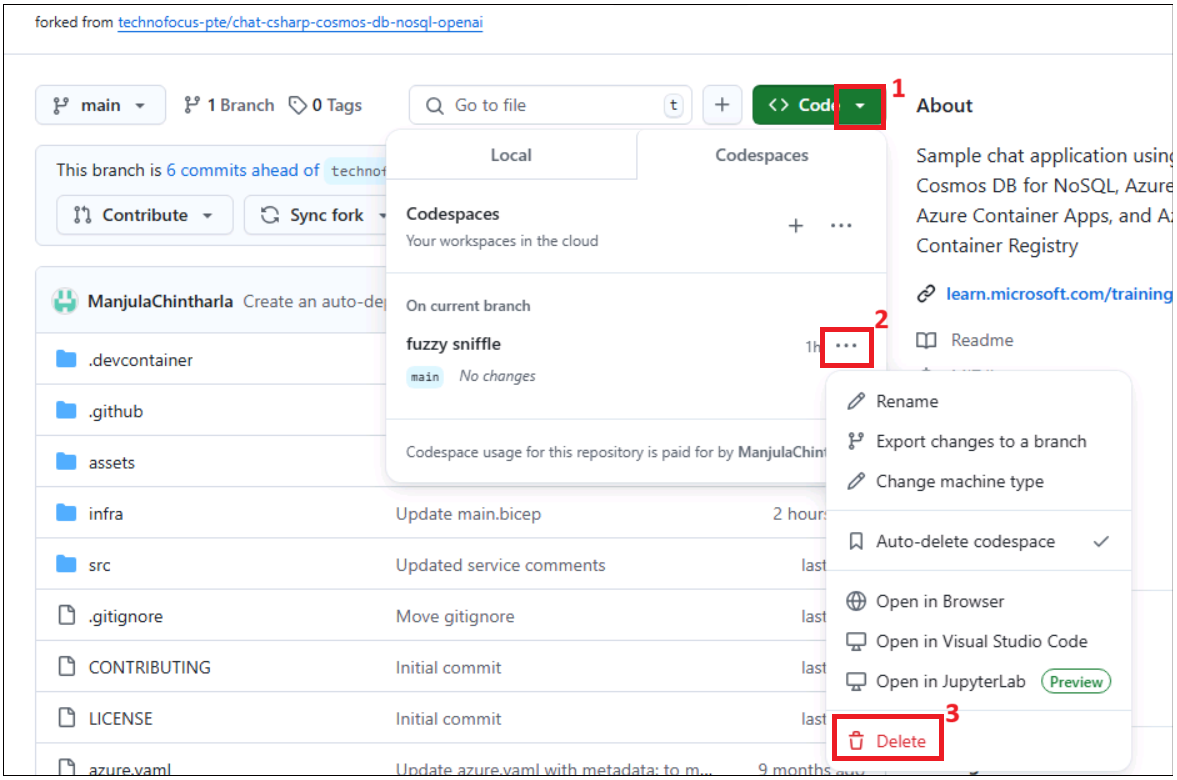 forked from technofocus-pte/chat-csharp-cosmos-db-nosql-openai
main 1 Branch 0 Tags Go to file t Code 1 About
Local Codespaces
This branch is 6 commits ahead of
Contribute Sync fork
Codespaces
Your workspaces in the cloud
Sample chat application using
Cosmos DB for NoSQL, Azure
Azure Container Apps, and
Container Registry
ManjulaChintharla Create an
On current branch
learn.microsoft.com/training
fuzzy sniffle 1h 2
main No changes
Readme
.devcontainer
.github
assets
Codespace usage for this repository is paid for by
Rename
Export changes to a branch
Change machine type
Auto-delete codespace
Open in Browser
Open in Visual Studio Code
Open in JupyterLab Preview
Delete 3
infra Update main.bicep 2 hours
src Updated service comments last
.gitignore Move gitignore last
CONTRIBUTING Initial commit last
LICENSE Initial commit last
azure.yaml Update azure.yaml with metadata: to m... 9 months ago